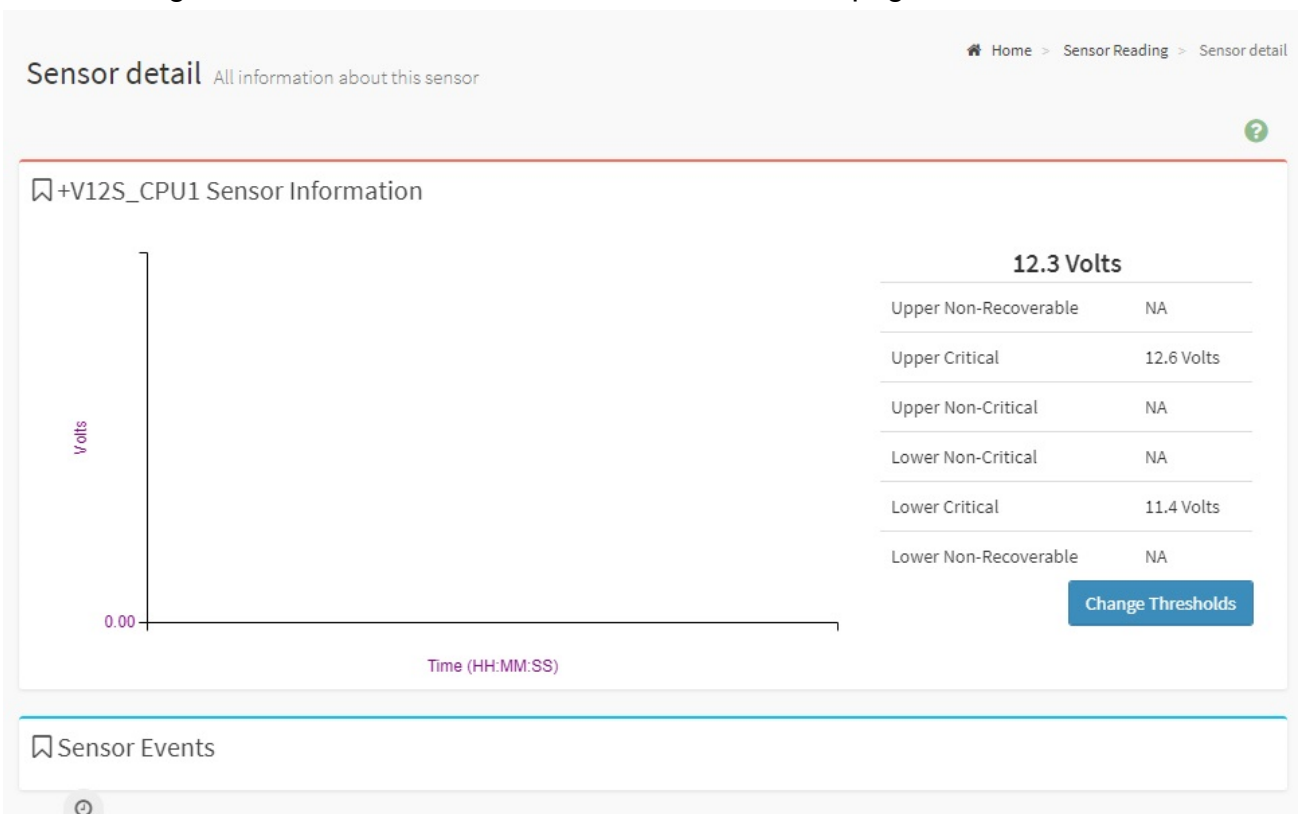 Home > Sensor Reading > Sensor detail
Sensor detail All information about this sensor
+V12S_CPU1 Sensor Information
12.3 Volts
Upper Non-Recoverable NA
Upper Critical 12.6 Volts
Upper Non-Critical NA
Lower Non-Critical NA
Lower Critical 11.4 Volts
Lower Non-Recoverable NA
Change Thresholds
Volts
0.00
Time (HH:MM:SS)
Sensor Events